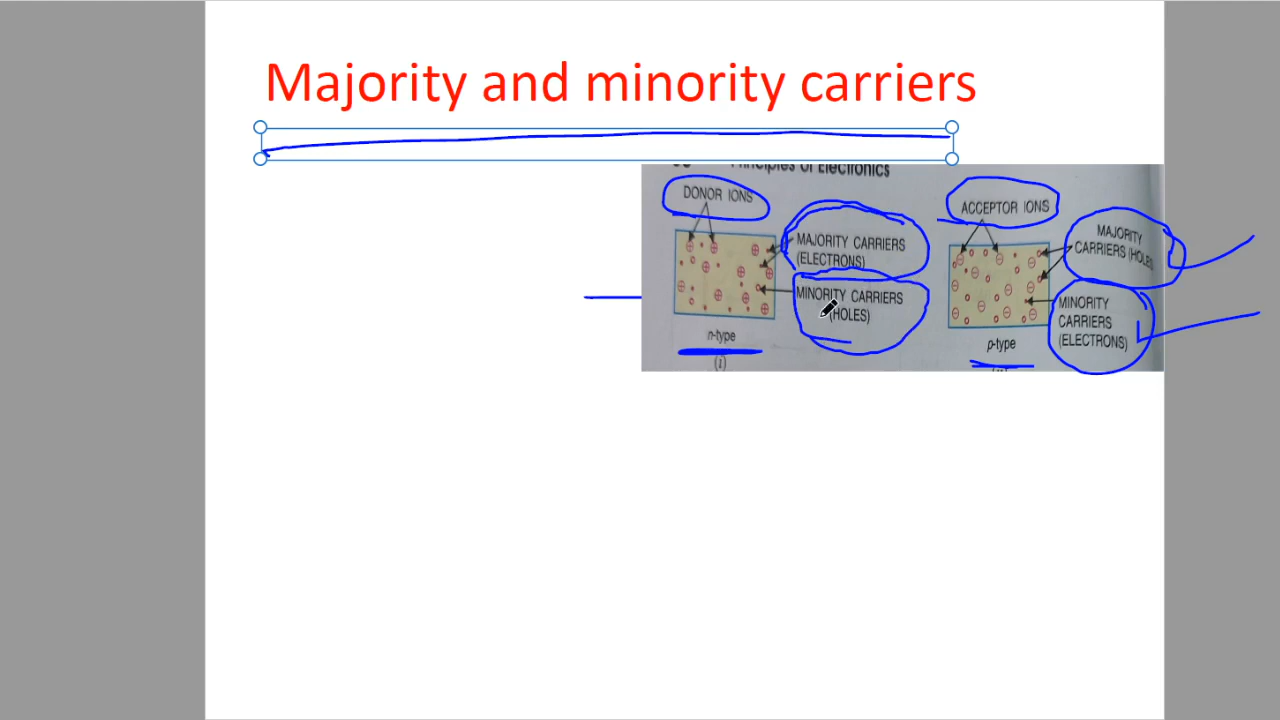 Majority and minority carriers
Principles of Electronics
DONOR IONS
MAJORITY CARRIERS
(ELECTRONS)
MINORITY CARRIERS
(HOLES)
n-type
(i)
ACCEPTOR IONS
MAJORITY
CARRIERS (HOLES)
MINORITY
CARRIERS
(ELECTRONS)
p-type